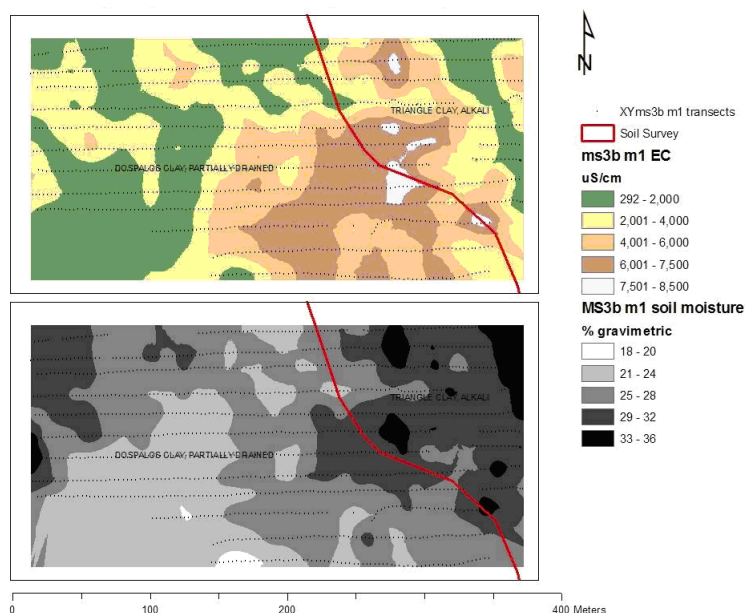 TRIANGLE CLAY, ALKALI
DOSPALOS CLAY, PARTIALLY DRAINED
TRIANGLE CLAY, ALKALI
DOSPALOS CLAY, PARTIALLY DRAINED
0 100 200 400 Meters
N
XYms3b m1 transects
Soil Survey
ms3b m1 EC
uS/cm
292 - 2,000
2,001 - 4,000
4,001 - 6,000
6,001 - 7,500
7,501 - 8,500
MS3b m1 soil moisture
% gravimetric
18 - 20
21 - 24
25 - 28
29 - 32
33 - 36